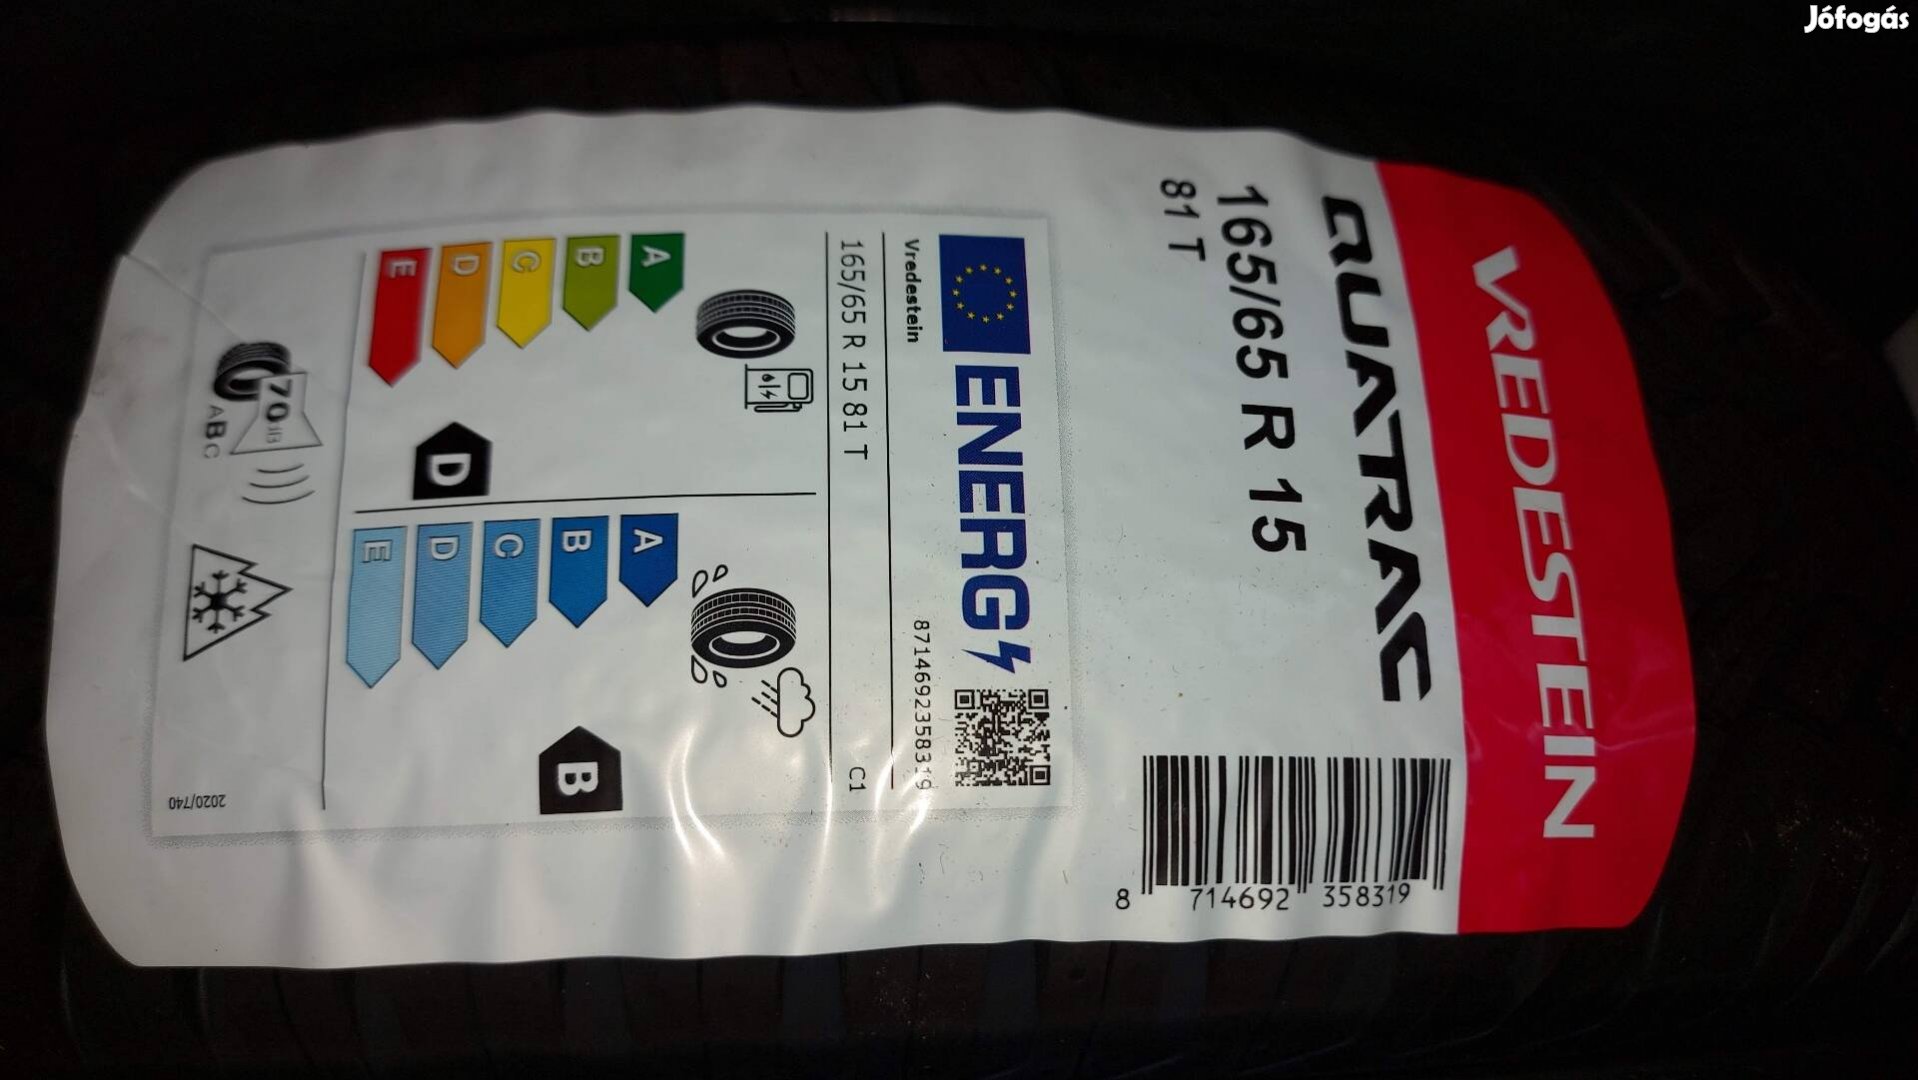 Jófogás
VREDESTEIN
QUATRAC
165/65 R 15
81 T
8 714692 358319
ENERG
Vredestein
8714692358319
165/65 R 15 81 T
C1
A
B
C
D
E
D
A
B
C
D
E
B
70 dB
ABC
2020/740